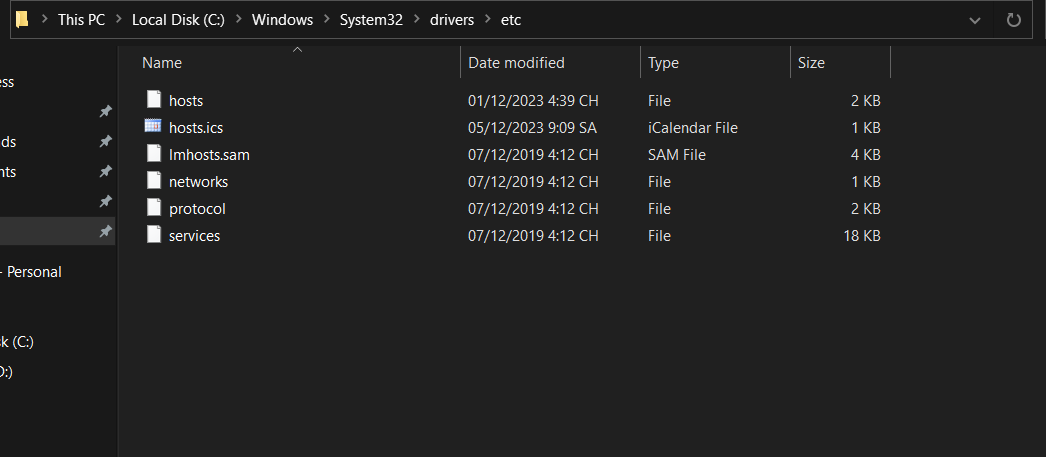 This PC > Local Disk (C:) > Windows > System32 > drivers > etc
Name Date modified Type Size
ess
hosts 01/12/2023 4:39 CH File 2 KB
hosts.ics 05/12/2023 9:09 SA iCalendar File 1 KB
ds
lmhosts.sam 07/12/2019 4:12 CH SAM File 4 KB
nts
networks 07/12/2019 4:12 CH File 1 KB
protocol 07/12/2019 4:12 CH File 2 KB
services 07/12/2019 4:12 CH File 18 KB
- Personal
k (C:)
D:)